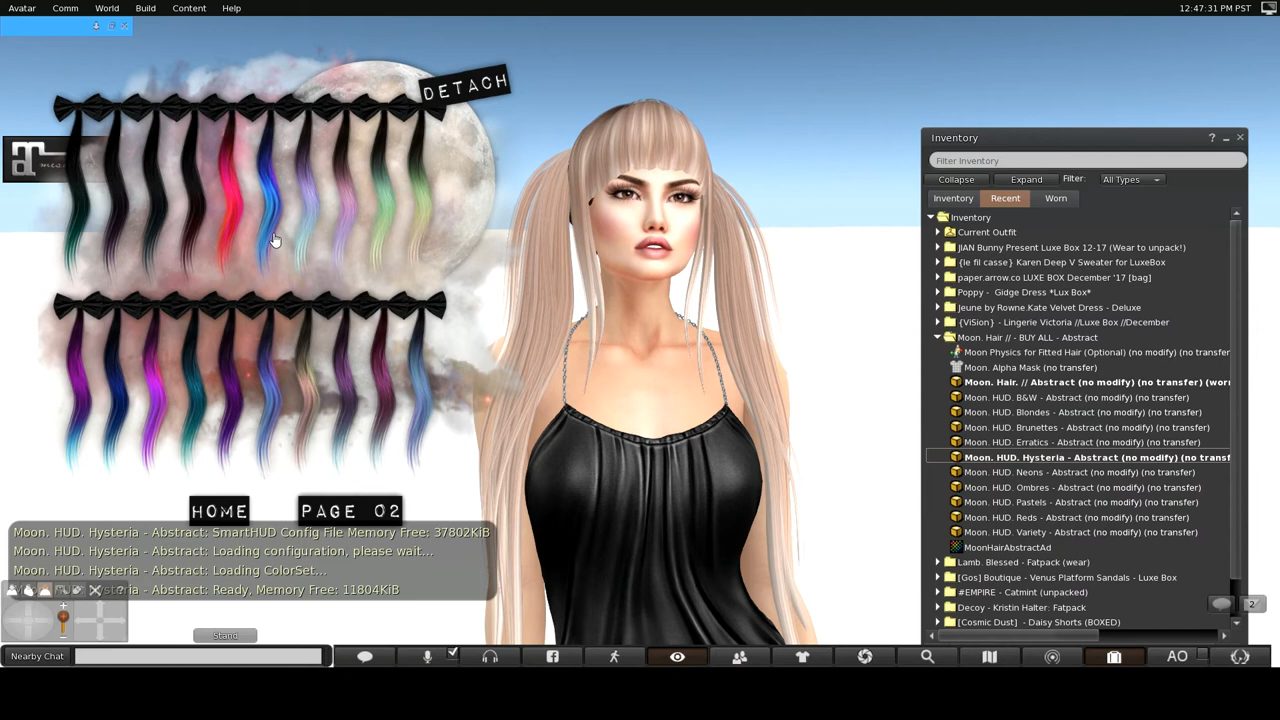 Avatar Comm World Build Content Help 12:47:31 PM PST
DETACH
Inventory ?
Filter Inventory
Collapse Expand Filter: All Types
Inventory Recent Worn
Inventory
Current Outfit
JIAN Bunny Present Luxe Box 12-17 (Wear to unpack!)
{le fil casse} Karen Deep V Sweater for LuxeBox
paper.arrow.co LUXE BOX December '17 [bag]
Poppy - Gidge Dress *Lux Box*
Jeune by Rowne.Kate Velvet Dress - Deluxe
{ViSion} - Lingerie Victoria //Luxe Box //December
Moon. Hair // - BUY ALL - Abstract
Moon Physics for Fitted Hair (Optional) (no modify) (no transfer
Moon. Alpha Mask (no transfer)
Moon. Hair. // Abstract (no modify) (no transfer) (wor
Moon. HUD. B&W - Abstract (no modify) (no transfer)
Moon. HUD. Blondes - Abstract (no modify) (no transfer)
Moon. HUD. Brunettes - Abstract (no modify) (no transfer)
Moon. HUD. Erratics - Abstract (no modify) (no transfer)
Moon. HUD. Hysteria - Abstract (no modify) (no transf
Moon. HUD. Neons - Abstract (no modify) (no transfer)
Moon. HUD. Ombres - Abstract (no modify) (no transfer)
Moon. HUD. Pastels - Abstract (no modify) (no transfer)
Moon. HUD. Reds - Abstract (no modify) (no transfer)
Moon. HUD. Variety - Abstract (no modify) (no transfer)
MoonHairAbstractAd
Lamb. Blessed - Fatpack (wear)
[Gos] Boutique - Venus Platform Sandals - Luxe Box
#EMPIRE - Catmint (unpacked)
Decoy - Kristin Halter: Fatpack
[Cosmic Dust] - Daisy Shorts (BOXED)
2
HOME PAGE 02
Moon. HUD. Hysteria - Abstract: SmartHUD Config File Memory Free: 37802KiB
Moon. HUD. Hysteria - Abstract: Loading configuration, please wait...
Moon. HUD. Hysteria - Abstract: Loading ColorSet...
HUD. Hysteria - Abstract: Ready, Memory Free: 11804KiB
Stand
Nearby Chat AO